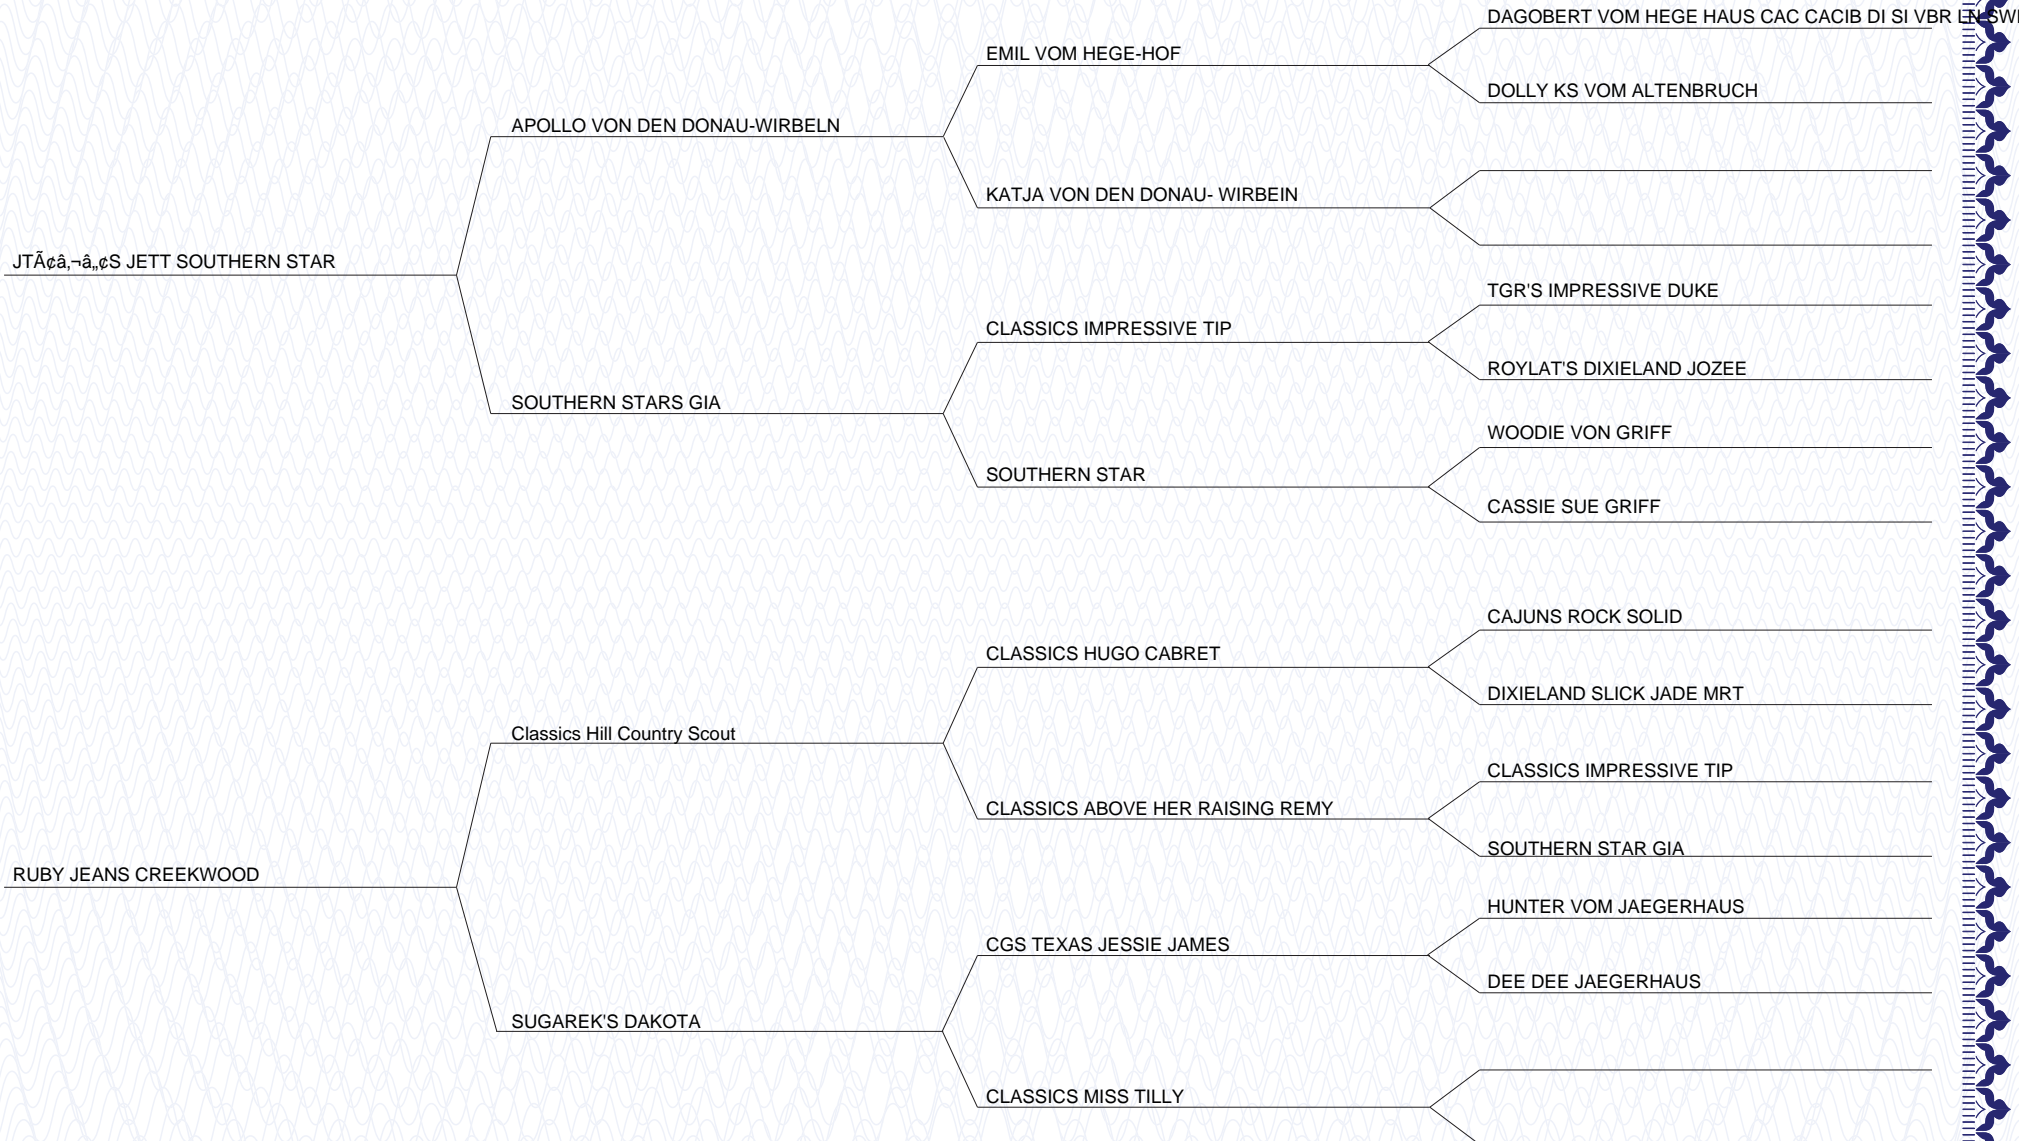 DAGOBERT VOM HEGE HAUS CAC CACIB DI SI VBR LN
EMIL VOM HEGE-HOF
DOLLY KS VOM ALTENBRUCH
APOLLO VON DEN DONAU-WIRBELN
KATJA VON DEN DONAU- WIRBEIN
JTÃ¢â‚¬â„¢S JETT SOUTHERN STAR
TGR'S IMPRESSIVE DUKE
CLASSICS IMPRESSIVE TIP
ROYLAT'S DIXIELAND JOZEE
SOUTHERN STARS GIA
WOODIE VON GRIFF
SOUTHERN STAR
CASSIE SUE GRIFF
CAJUNS ROCK SOLID
CLASSICS HUGO CABRET
DIXIELAND SLICK JADE MRT
Classics Hill Country Scout
CLASSICS IMPRESSIVE TIP
CLASSICS ABOVE HER RAISING REMY
SOUTHERN STAR GIA
RUBY JEANS CREEKWOOD
HUNTER VOM JAEGERHAUS
CGS TEXAS JESSIE JAMES
DEE DEE JAEGERHAUS
SUGAREK'S DAKOTA
CLASSICS MISS TILLY